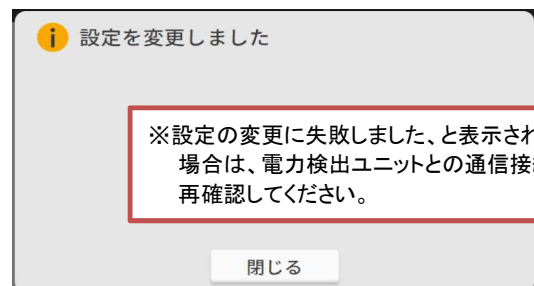 i 設定を変更しました
※設定の変更に失敗しました、と表示され
場合は、電力検出ユニットとの通信接
再確認してください。
閉じる